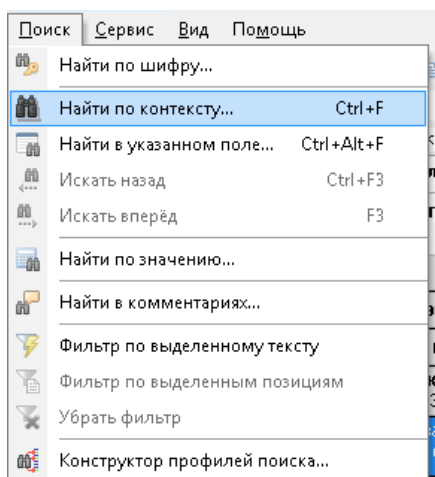 Поиск Сервис Вид Помощь
Найти по шифру...
Найти по контексту... Ctrl+F
Найти в указанном поле... Ctrl+Alt+F
Искать назад Ctrl+F3
Искать вперёд F3
Найти по значению...
Найти в комментариях...
Фильтр по выделенному тексту
Фильтр по выделенным позициям
Убрать фильтр
Конструктор профилей поиска...